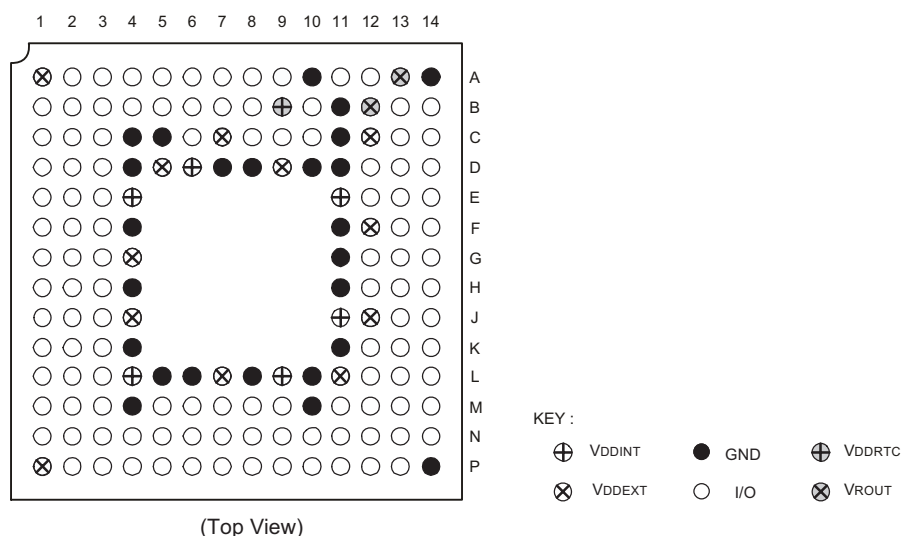 1 2 3 4 5 6 7 8 9 10 11 12 13 14
A
B
C
D
E
F
G
H
J
K
L
M
N
P
KEY :
VDDINT GND VDDRTC
VDDEXT I/O VROUT
(Top View)